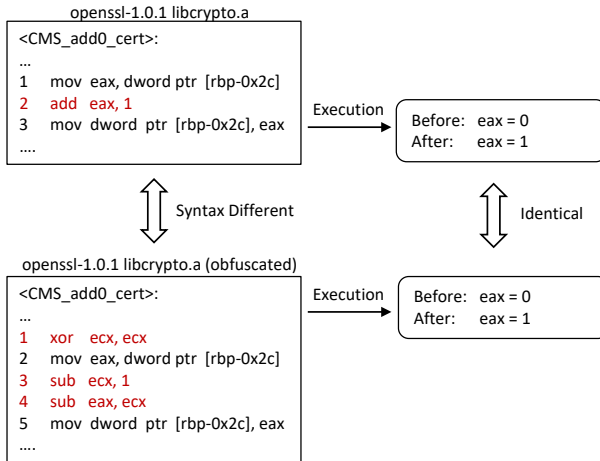 openssl-1.0.1 libcrypto.a
<CMS_add0_cert>:
...
1 mov eax, dword ptr [rbp-0x2c]
2 add eax, 1
3 mov dword ptr [rbp-0x2c], eax
....
Execution
Before: eax = 0
After: eax = 1
Syntax Different
Identical
openssl-1.0.1 libcrypto.a (obfuscated)
<CMS_add0_cert>:
...
1 xor ecx, ecx
2 mov eax, dword ptr [rbp-0x2c]
3 sub ecx, 1
4 sub eax, ecx
5 mov dword ptr [rbp-0x2c], eax
....
Execution
Before: eax = 0
After: eax = 1